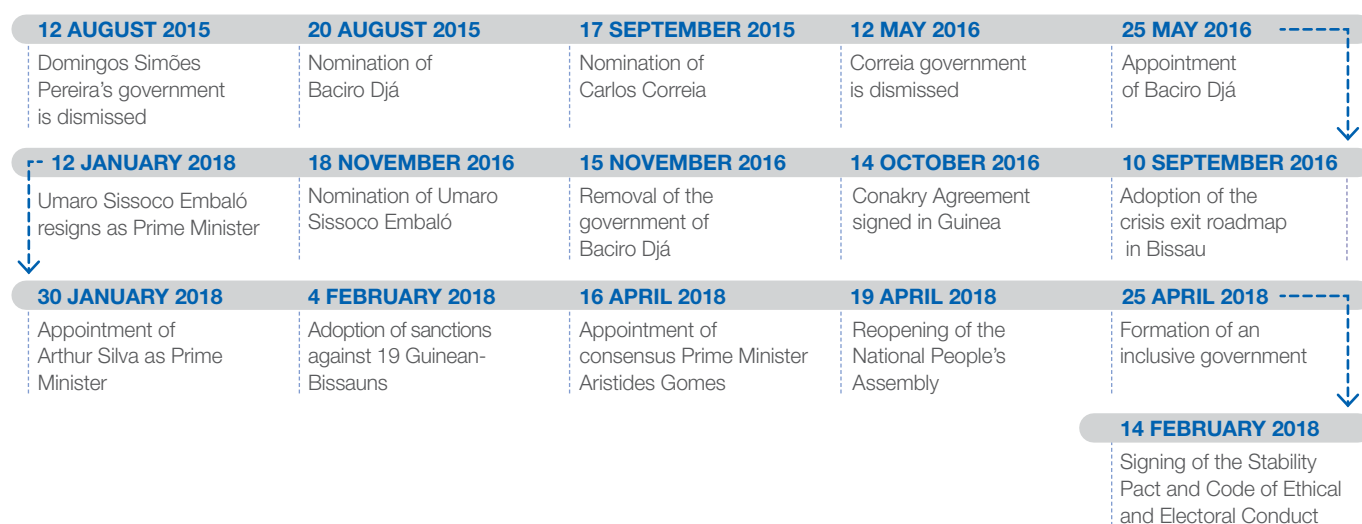 12 AUGUST 2015
Domingos Simões
Pereira's government
is dismissed
20 AUGUST 2015
Nomination of
Baciro Djá
17 SEPTEMBER 2015
Nomination of
Carlos Correia
12 MAY 2016
Correia government
is dismissed
25 MAY 2016
Appointment
of Baciro Djá
12 JANUARY 2018
Umaro Sissoco Embaló
resigns as Prime Minister
18 NOVEMBER 2016
Nomination of Umaro
Sissoco Embaló
15 NOVEMBER 2016
Removal of the
government of
Baciro Djá
14 OCTOBER 2016
Conakry Agreement
signed in Guinea
10 SEPTEMBER 2016
Adoption of the
crisis exit roadmap
in Bissau
30 JANUARY 2018
Appointment of
Arthur Silva as Prime
Minister
4 FEBRUARY 2018
Adoption of sanctions
against 19 Guinean-
Bissauns
16 APRIL 2018
Appointment of
consensus Prime Minister
Aristides Gomes
19 APRIL 2018
Reopening of the
National People's
Assembly
25 APRIL 2018
Formation of an
inclusive government
14 FEBRUARY 2018
Signing of the Stability
Pact and Code of Ethical
and Electoral Conduct